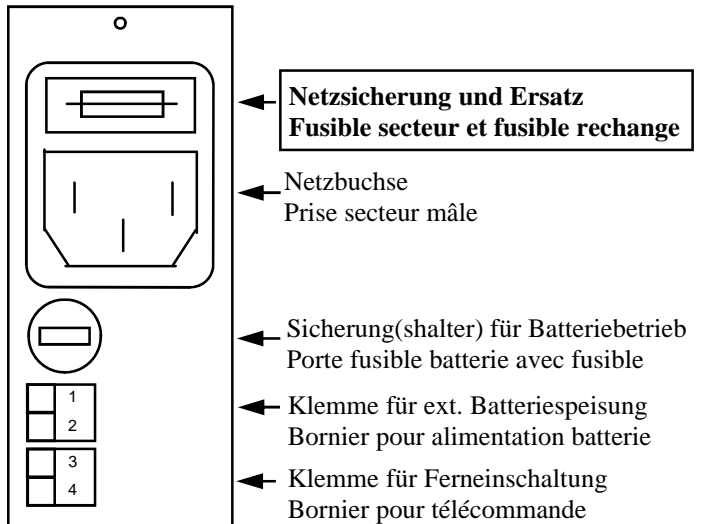 Netzsicherung und Ersatz
Fusible secteur et fusible rechange
Netzbuchse
Prise secteur mâle
Sicherung(shalter) für Batteriebetrieb
Porte fusible batterie avec fusible
1
2
Klemme für ext. Batteriespeisung
Bornier pour alimentation batterie
3
4
Klemme für Ferneinschaltung
Bornier pour télécommande